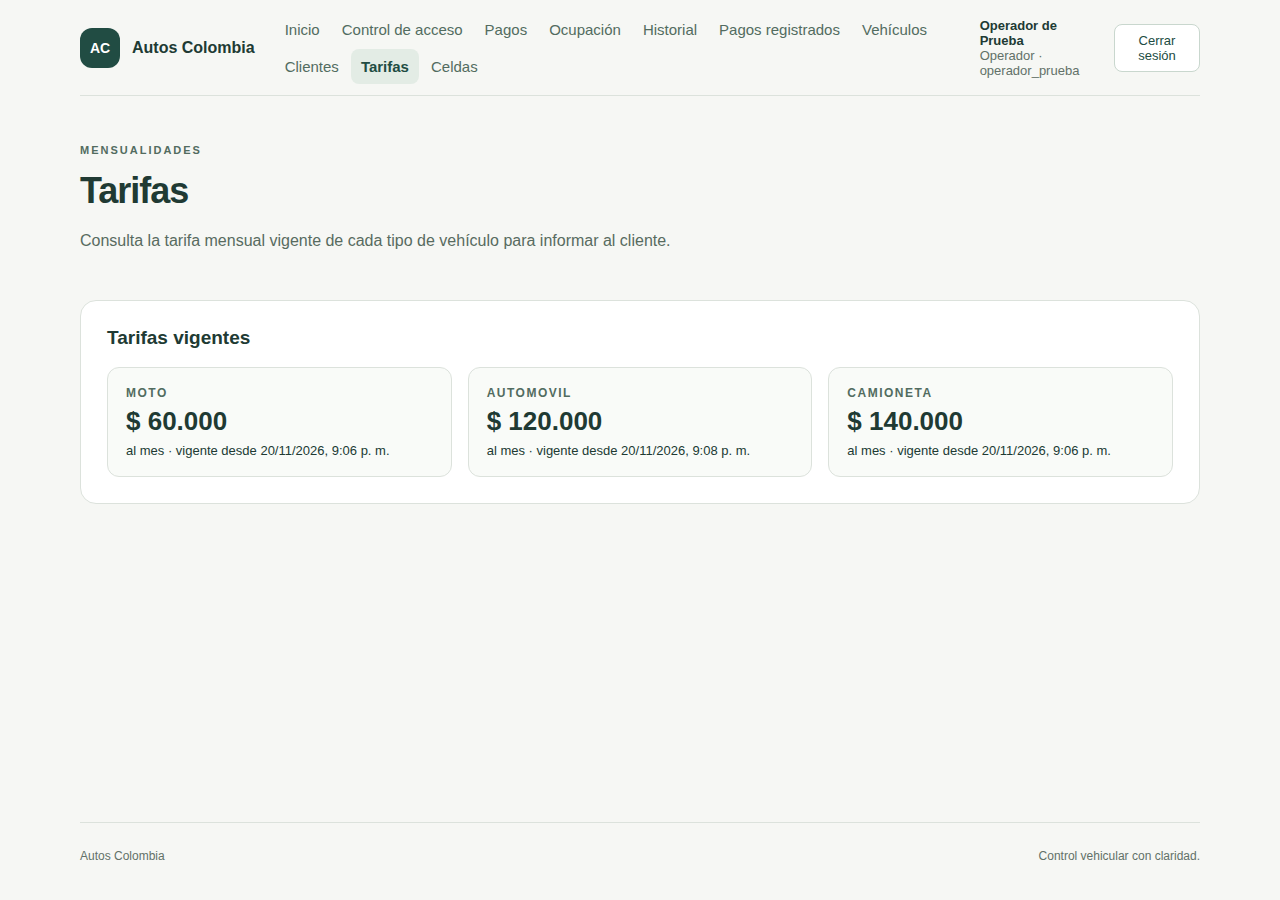 AC
Autos Colombia
Inicio
Control de acceso
Pagos
Ocupación
Historial
Pagos registrados
Vehículos
Clientes
Tarifas
Celdas
Operador de
Prueba
Operador ·
operador_prueba
Cerrar
sesión
MENSUALIDADES
Tarifas
Consulta la tarifa mensual vigente de cada tipo de vehículo para informar al cliente.
Tarifas vigentes
MOTO
$ 60.000
al mes · vigente desde 20/11/2026, 9:06 p. m.
AUTOMOVIL
$ 120.000
al mes · vigente desde 20/11/2026, 9:08 p. m.
CAMIONETA
$ 140.000
al mes · vigente desde 20/11/2026, 9:06 p. m.
Autos Colombia
Control vehicular con claridad.